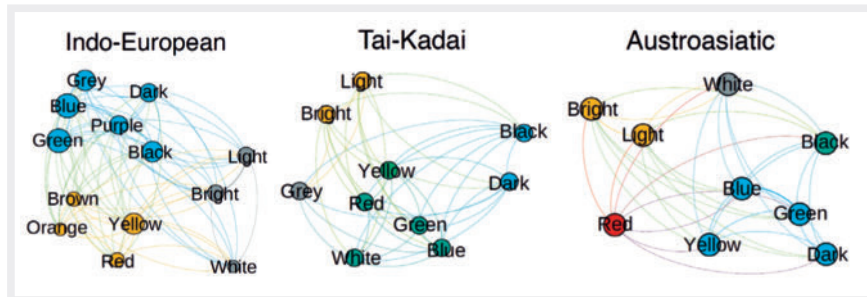 Indo-European
Grey
Blue
Dark
Purple
Green
Black
Light
Bright
Brown
Orange
Yellow
Red
White
Tai-Kadai
Light
Bright
Black
Yellow
Dark
Grey
Red
Green
Blue
White
Austroasiatic
White
Bright
Light
Black
Blue
Green
Red
Yellow
Dark